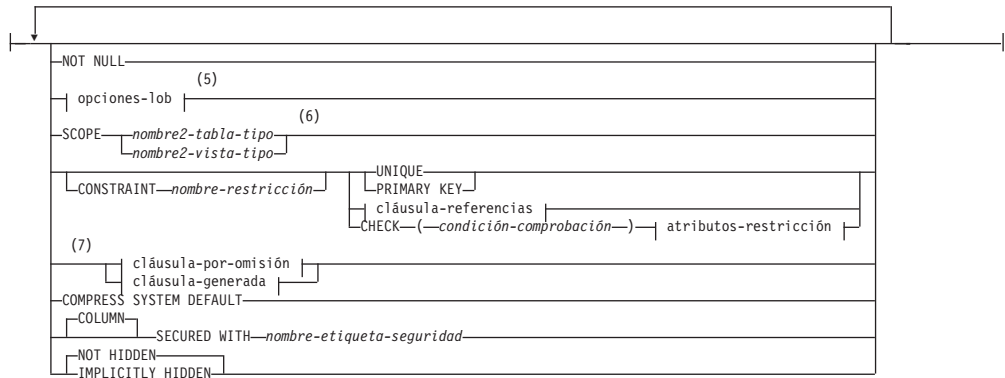 NOT NULL
(5)
opciones-lob
(6)
SCOPE nombre2-tabla-tipo
nombre2-vista-tipo
UNIQUE
CONSTRAINT nombre-restricción PRIMARY KEY
cláusula-referencias
CHECK ( condición-comprobación ) atributos-restricción
(7)
cláusula-por-omisión
cláusula-generada
COMPRESS SYSTEM DEFAULT
COLUMN
SECURED WITH nombre-etiqueta-seguridad
NOT HIDDEN
IMPLICITLY HIDDEN